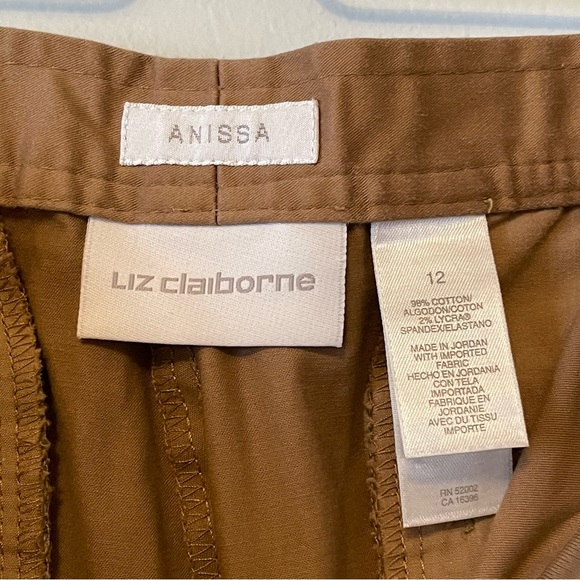 ANISSA
Liz claiborne
12
98% COTTON/
ALGODON/COTON
2% LYCRA®
SPANDEX/ELASTANO
MADE IN JORDAN
WITH IMPORTED
FABRIC
HECHO EN JORDANIA
CON TELA
IMPORTADA
FABRIQUE EN
JORDANIE
AVEC DU TISSU
IMPORTE
RN 52002
CA 16396